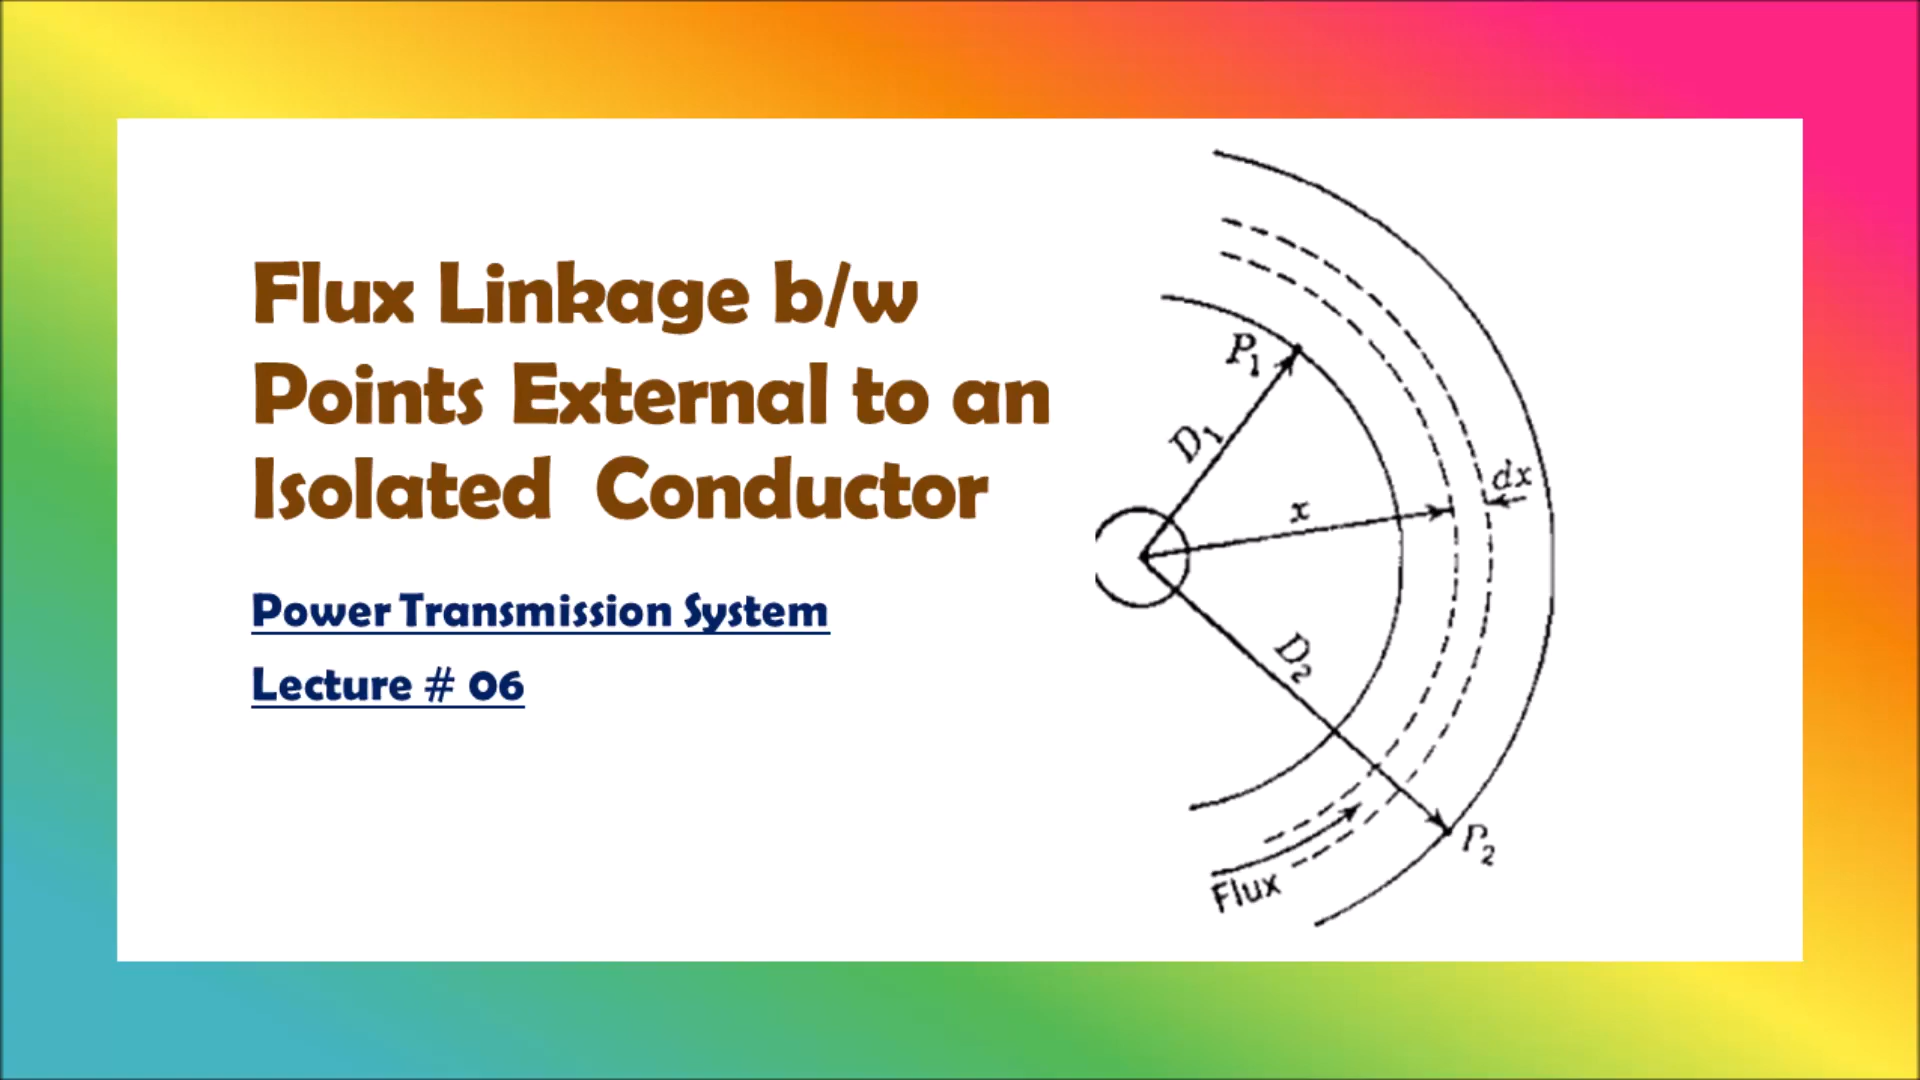 Flux Linkage b/w
Points External to an
Isolated Conductor
Power Transmission System
Lecture # 06
P₁
D₁
x
dx
D₂
P₂
Flux